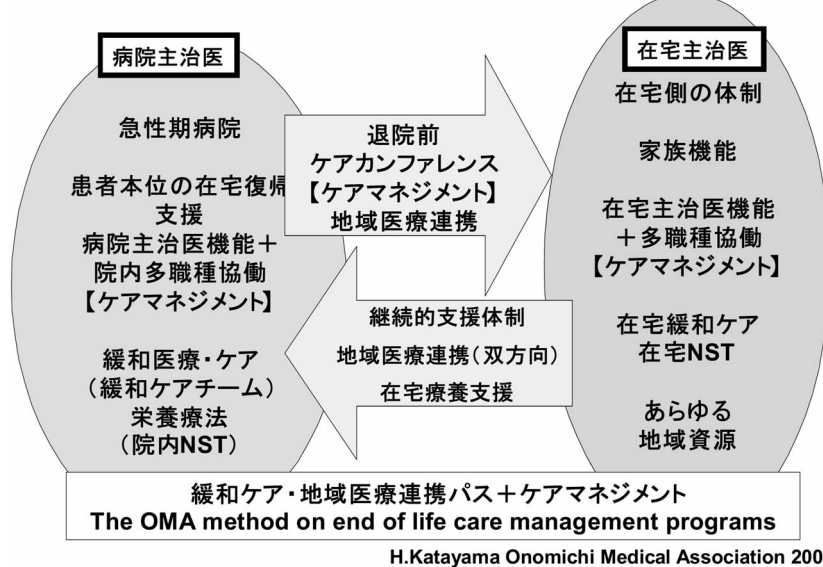 病院主治医
急性期病院
患者本位の在宅復帰
支援
病院主治医機能＋
院内多職種協働
【ケアマネジメント】
緩和医療・ケア
（緩和ケアチーム）
栄養療法
（院内NST）
退院前
ケアカンファレンス
【ケアマネジメント】
地域医療連携
継続的支援体制
地域医療連携（双方向）
在宅療養支援
在宅主治医
在宅側の体制
家族機能
在宅主治医機能
＋多職種協働
【ケアマネジメント】
在宅緩和ケア
在宅NST
あらゆる
地域資源
緩和ケア・地域医療連携パス＋ケアマネジメント
The OMA method on end of life care management programs
H.Katayama Onomichi Medical Association 200